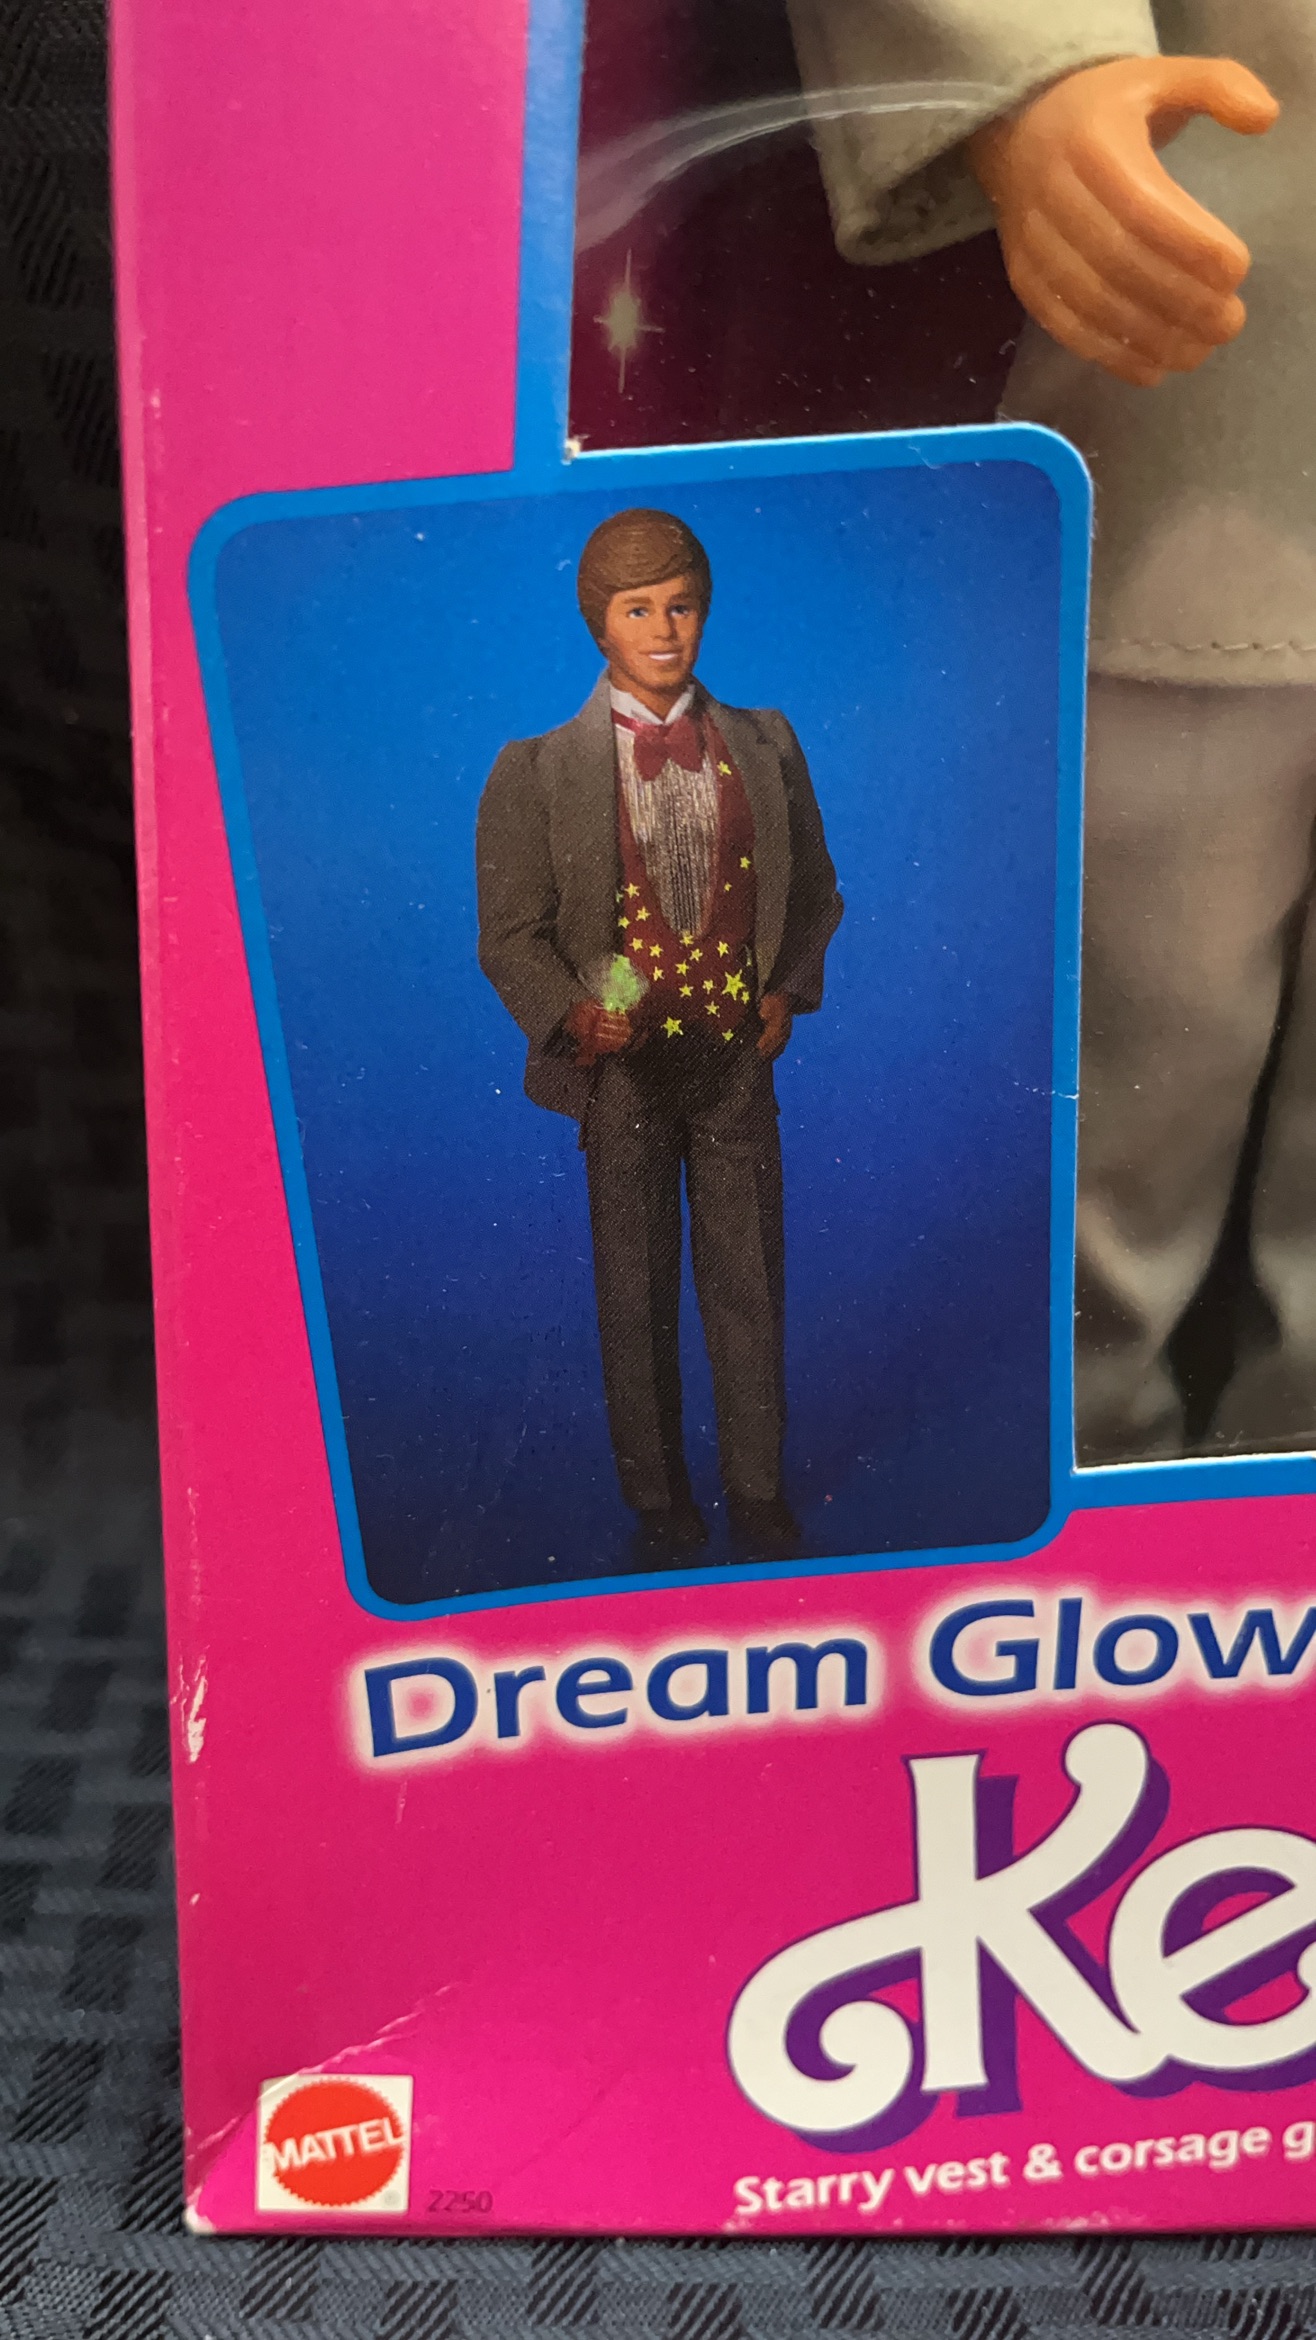 Dream Glow
Ke
Starry vest & corsage g
MATTEL
2250